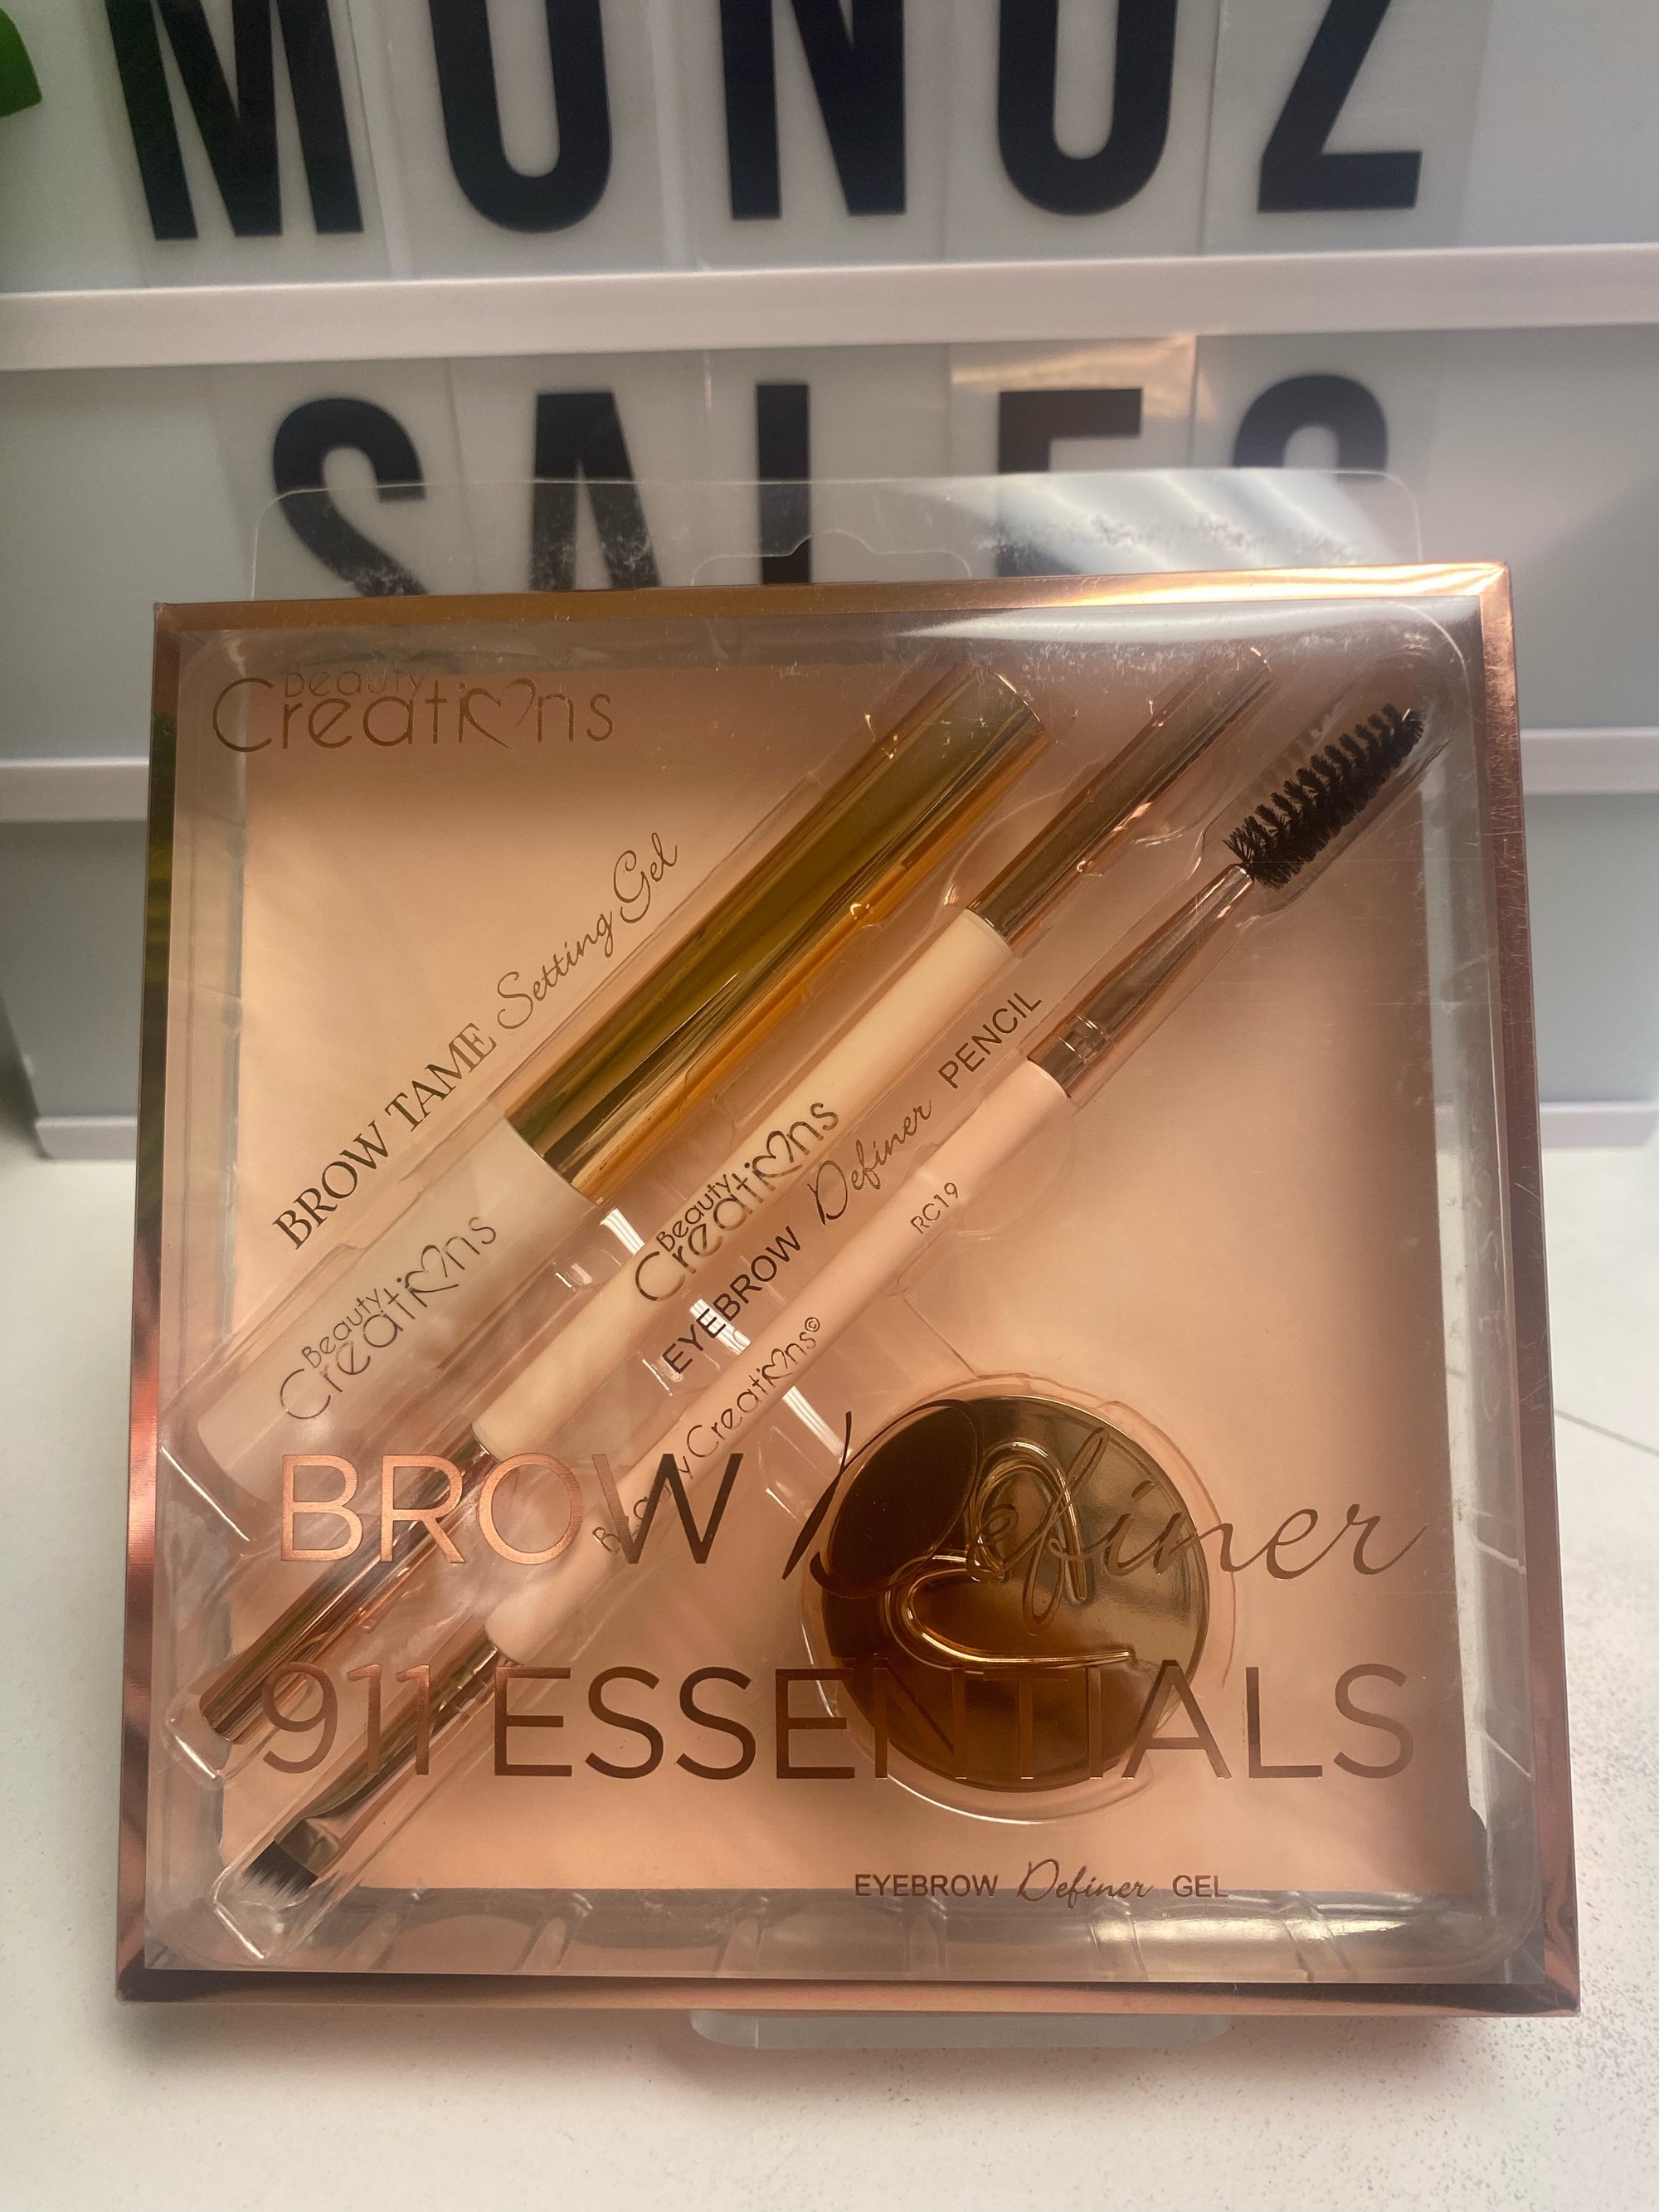 MUNOZ
SALES
Beauty
Creations
BROW TAME Setting Gel
Beauty
Creations
Beauty
Creations
EYEBROW Definer PENCIL
RC19
Beauty Creations©
BROW Definer
911 ESSENTIALS
EYEBROW Definer GEL